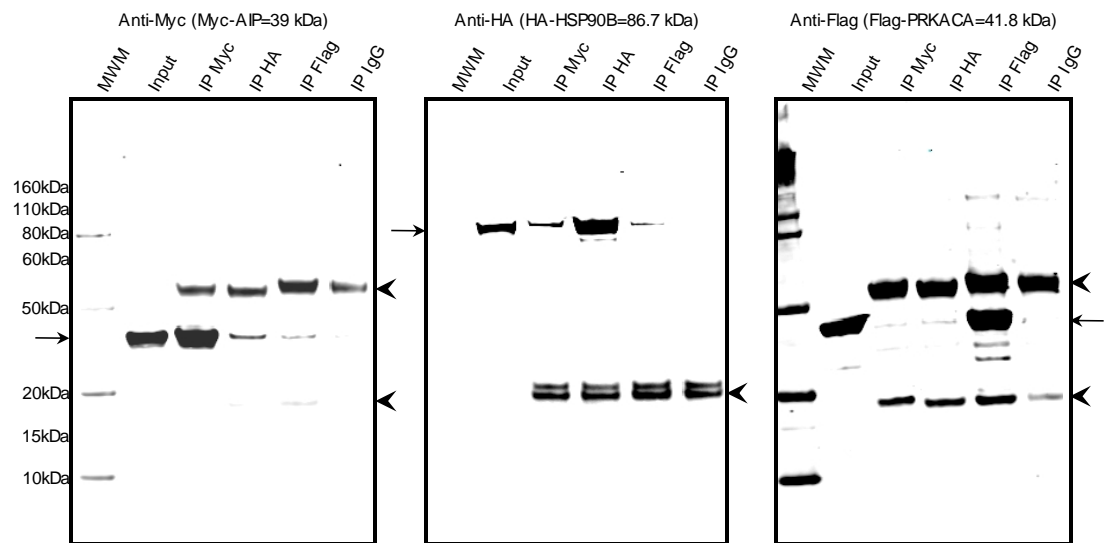 Anti-Myc (Myc-AIP=39 kDa)
MWM
Input
IP Myc
IP HA
IP Flag
IP IgG
160kDa
110kDa
80kDa
60kDa
50kDa
20kDa
15kDa
10kDa
Anti-HA (HA-HSP90B=86.7 kDa)
MWM
Input
IP Myc
IP HA
IP Flag
IP IgG
Anti-Flag (Flag-PRKACA=41.8 kDa)
MWM
Input
IP Myc
IP HA
IP Flag
IP IgG